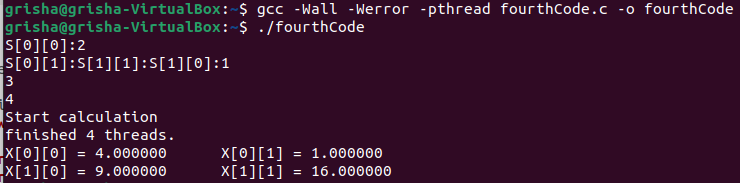 grisha@grisha-VirtualBox:~$ gcc -Wall -Werror -pthread fourthCode.c -o fourthCode
grisha@grisha-VirtualBox:~$ ./fourthCode
S[0][0]:2
S[0][1]:S[1][1]:S[1][0]:1
3
4
Start calculation
finished 4 threads.
X[0][0] = 4.000000      X[0][1] = 1.000000
X[1][0] = 9.000000      X[1][1] = 16.000000